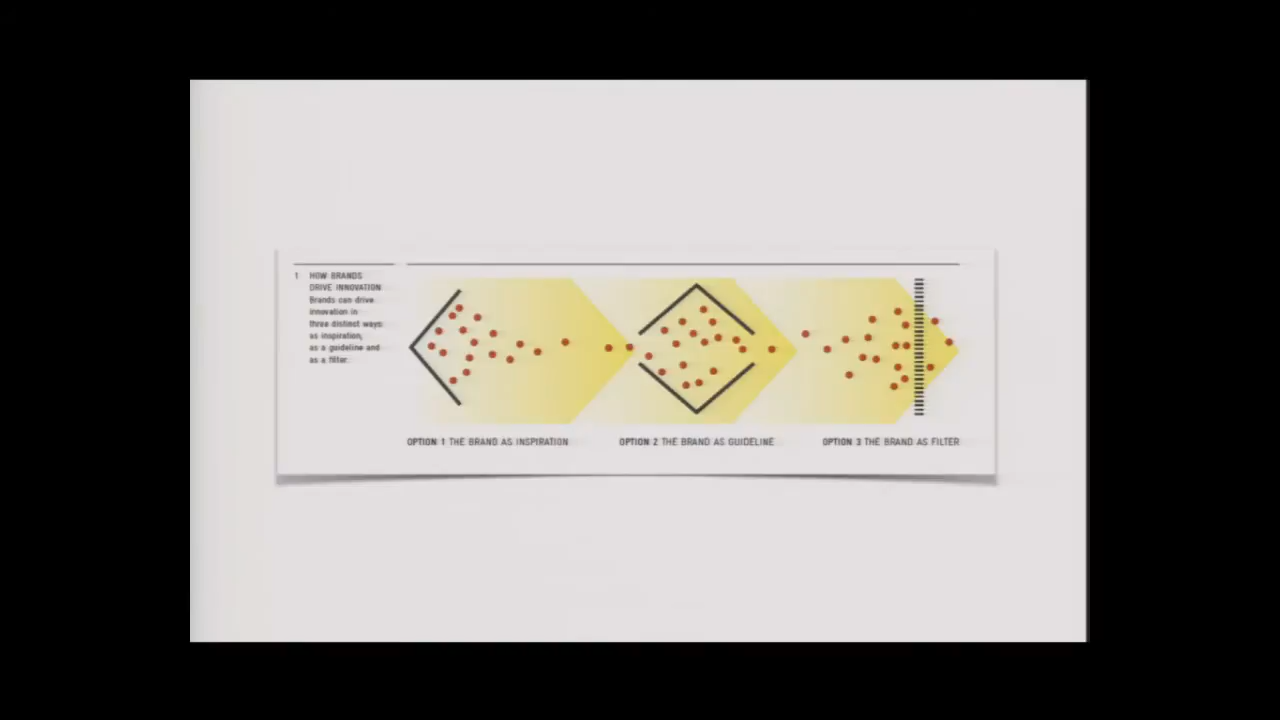 1 HOW BRANDS
DRIVE INNOVATION
Brands can drive
innovation in
three distinct ways:
as inspiration,
as a guideline and
as a filter.
OPTION 1 THE BRAND AS INSPIRATION
OPTION 2 THE BRAND AS GUIDELINE
OPTION 3 THE BRAND AS FILTER